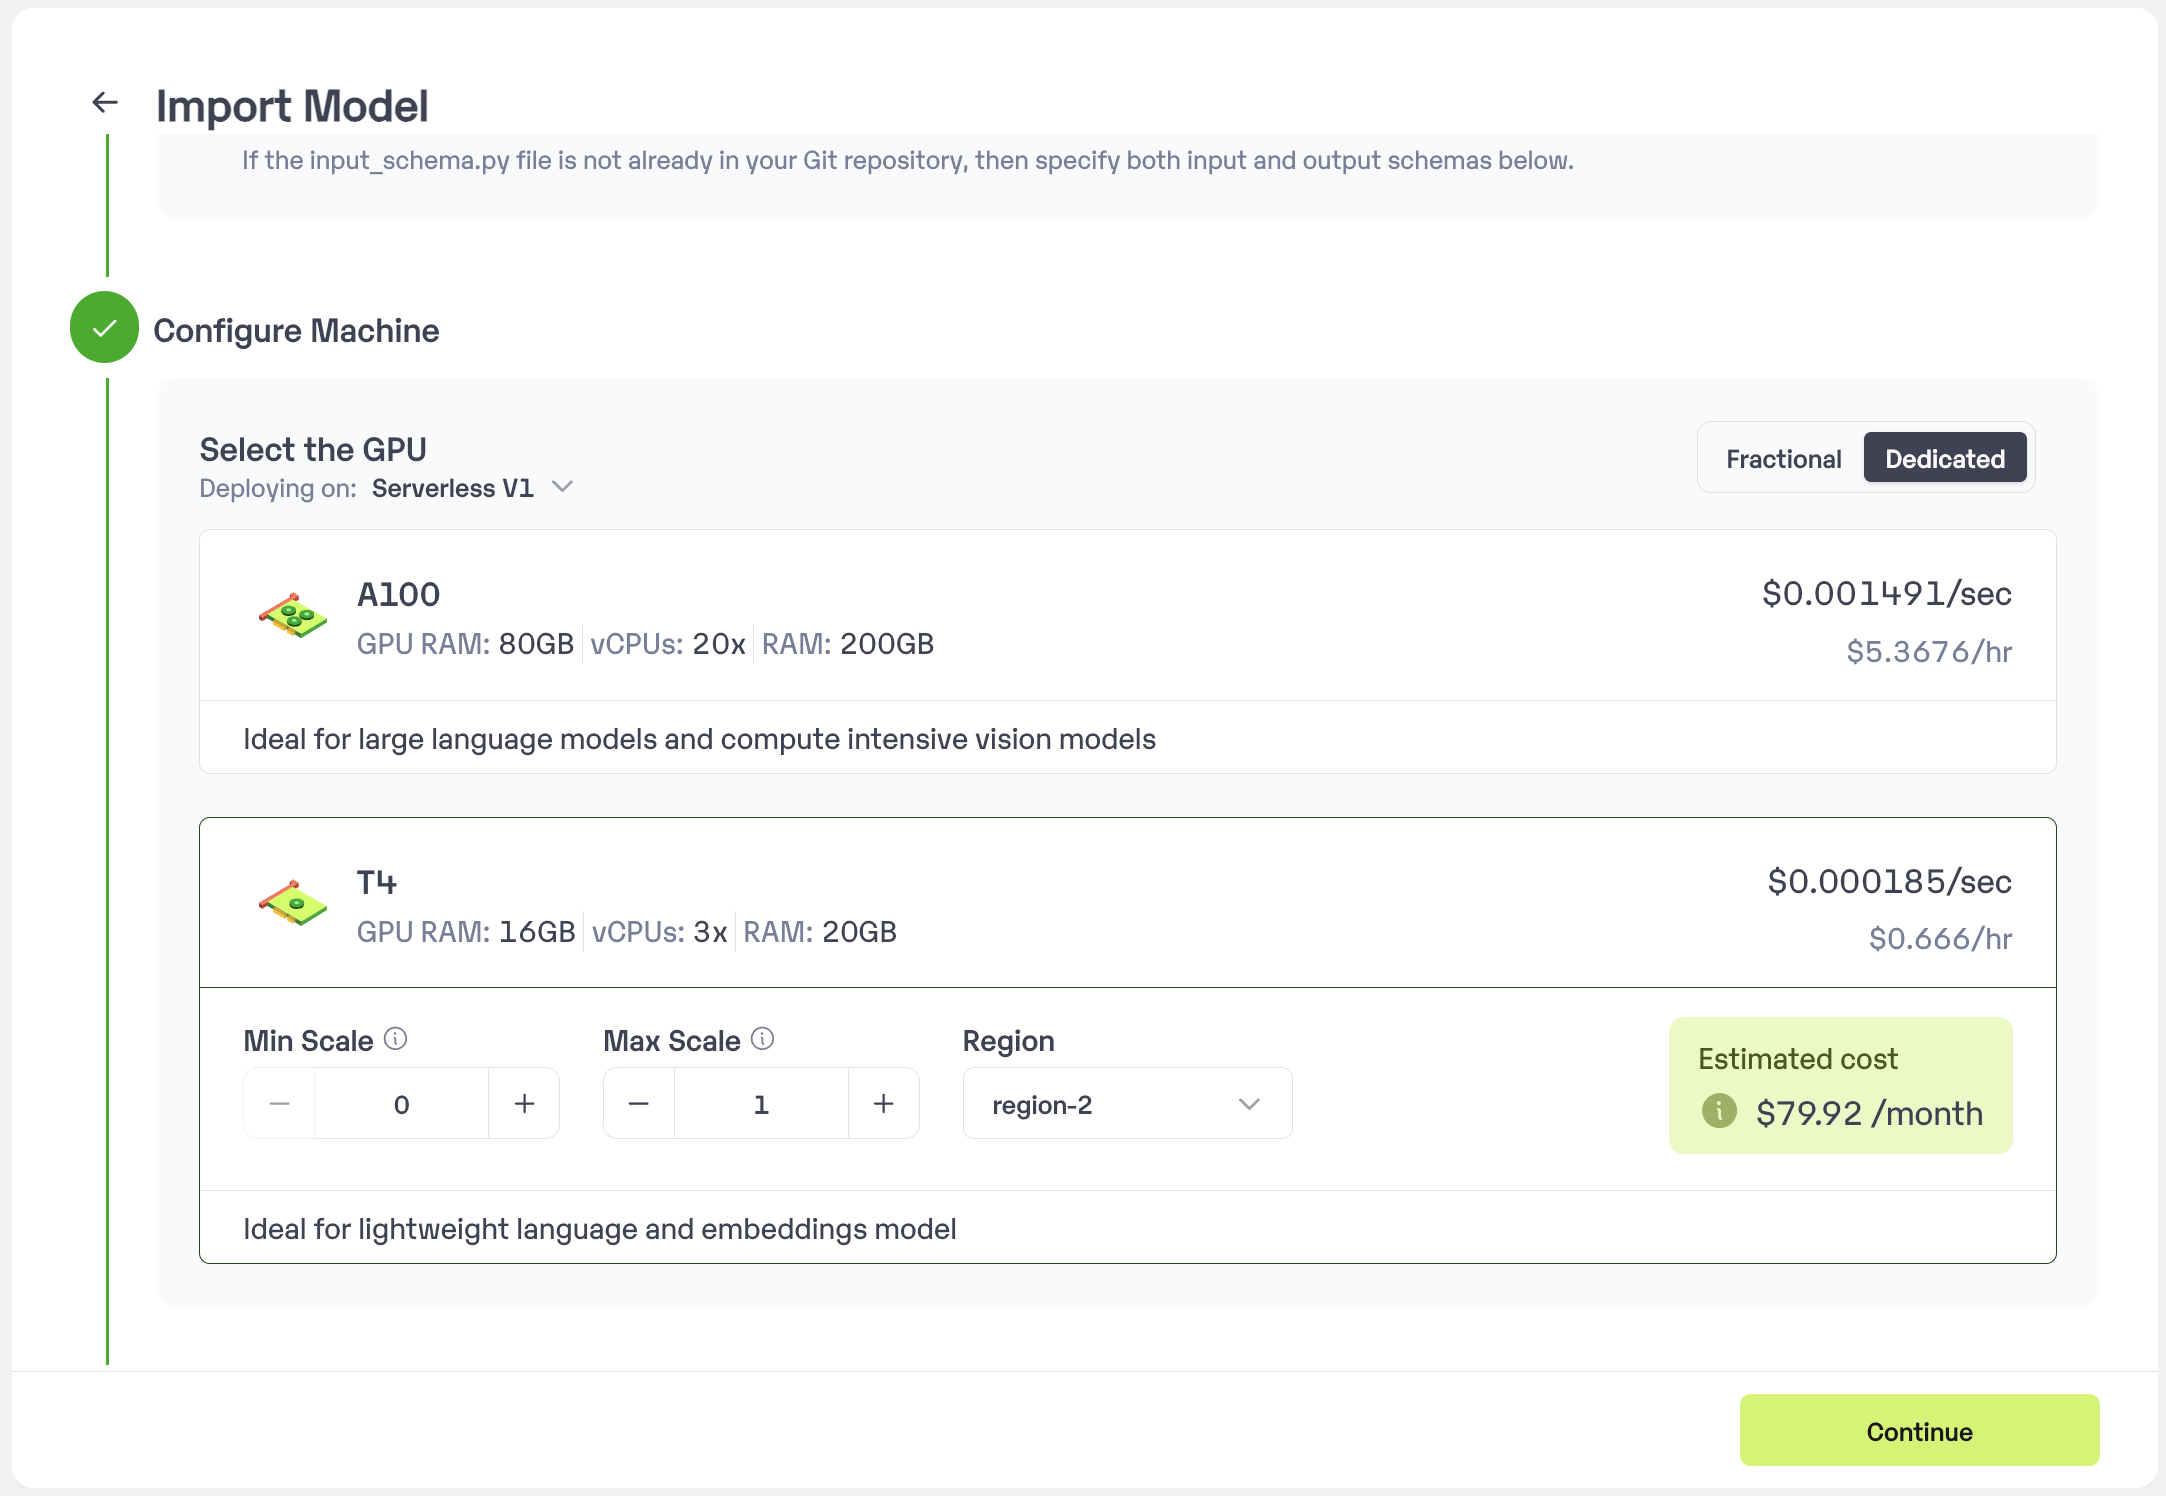 Import Model
If the input_schema.py file is not already in your Git repository, then specify both input and output schemas below.
Configure Machine
Select the GPU
Deploying on: Serverless V1
Fractional
Dedicated
A100
GPU RAM: 80GB vCPUs: 20x RAM: 200GB
$0.001491/sec
$5.3676/hr
Ideal for large language models and compute intensive vision models
T4
GPU RAM: 16GB vCPUs: 3x RAM: 20GB
$0.000185/sec
$0.666/hr
Min Scale
0
Max Scale
1
Region
region-2
Estimated cost
$79.92 /month
Ideal for lightweight language and embeddings model
Continue